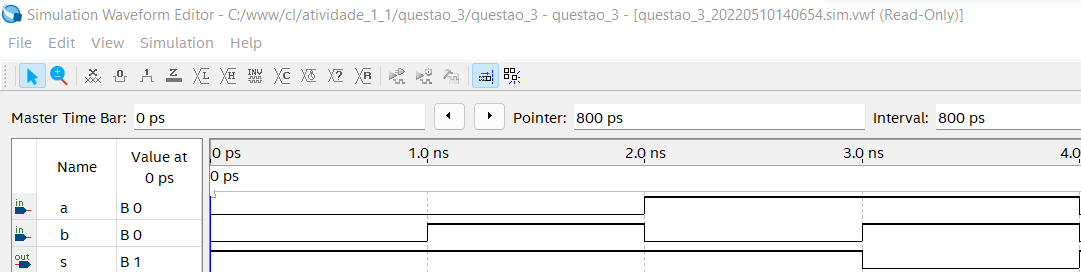 Simulation Waveform Editor - C:/www/cl/atividade_1_1/questao_3/questao_3 - questao_3 - [questao_3_20220510140654.sim.vwf (Read-Only)]
File Edit View Simulation Help
Master Time Bar: 0 ps Pointer: 800 ps Interval: 800 ps
Name Value at 0 ps
0 ps 1.0 ns 2.0 ns 3.0 ns 4.0
0 ps
in a B 0
in b B 0
out s B 1